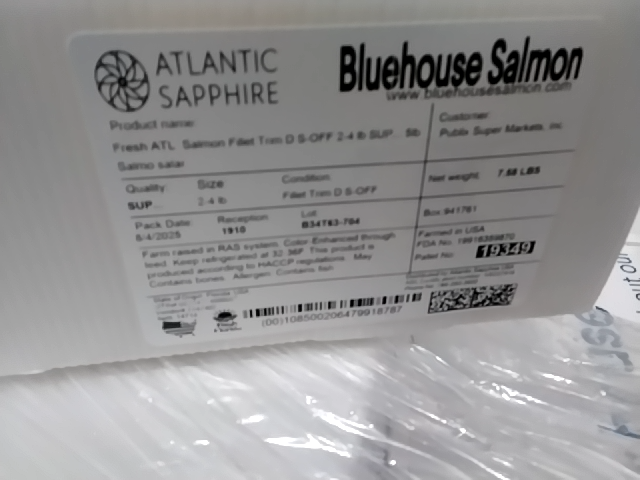 ATLANTIC
SAPPHIRE
Bluehouse Salmon
www.bluehousesalmon.com
Product name:
Fresh ATL Salmon Fillet Trim D S-OFF 2-4 lb SUP... 5lb
Salmo salar
Customer:
Publix Super Markets, Inc
Quality:
SUP...
Size
2-4 lb
Condition:
Fillet Trim D S-OFF
Net weight: 7.68 LBS
Pack Date:
8/4/2025
Reception
1910
Lot:
B34763-704
Box:941761
Farm raised in RAS system. Color Enhanced through
feed. Keep refrigerated at 32-36F This product is
produced according to HACCP regulations. May
Contains bones. Allergen: Contains fish
Farmed in USA
FDA No.
Pallet No: 19349
(00)108500206479918787